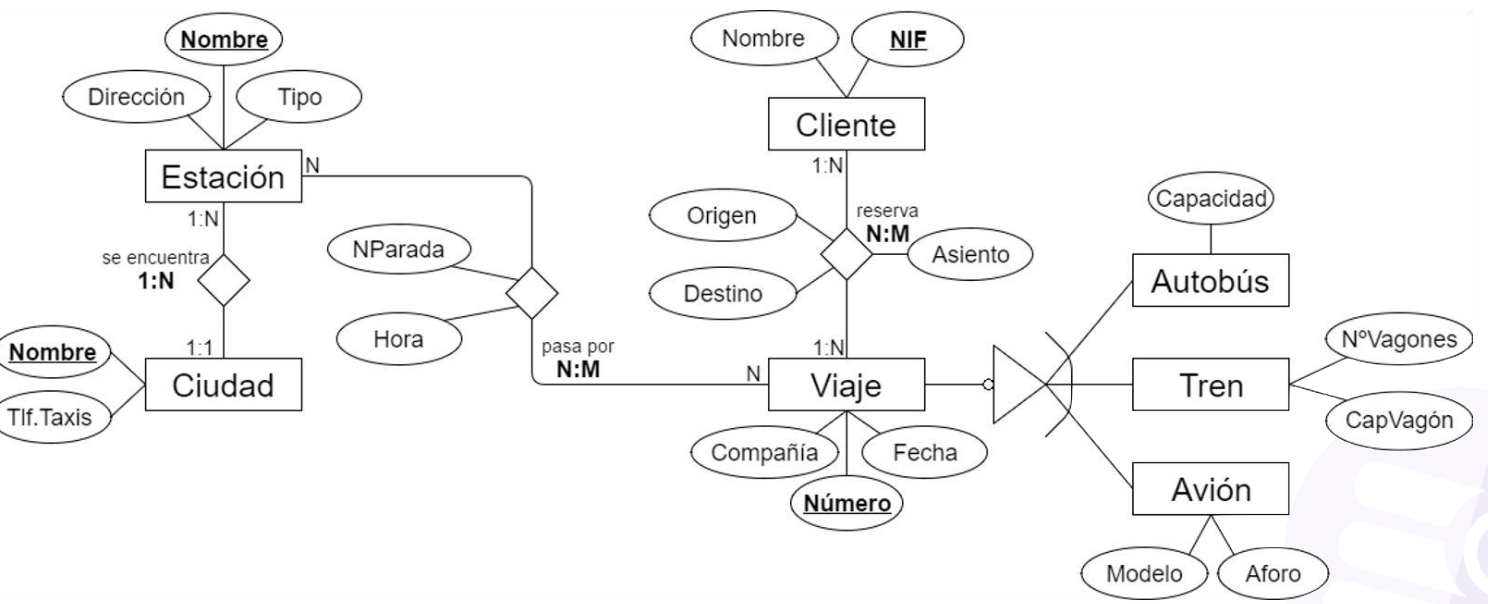 Nombre
Dirección
Tipo
Estación
N
1:N
se encuentra
1:N
1:1
Nombre
Tlf.Taxis
Ciudad
NParada
Hora
pasa por
N:M
N
Nombre
NIF
Cliente
1:N
Origen
reserva
N:M
Asiento
Destino
1:N
Viaje
Compañía
Fecha
Número
Capacidad
Autobús
NºVagones
Tren
CapVagón
Avión
Modelo
Aforo